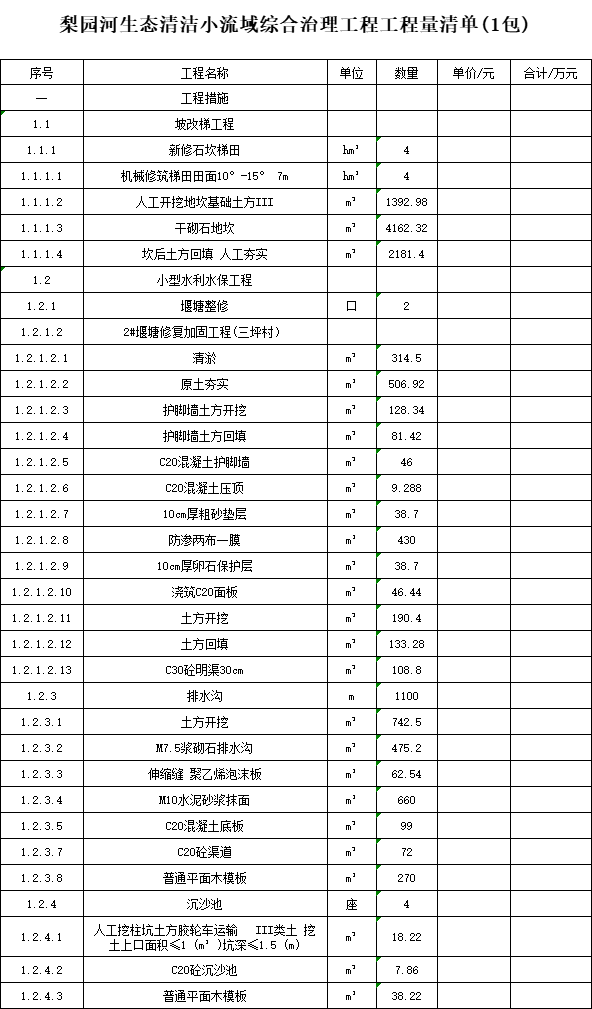 梨园河生态清洁小流域综合治理工程工程量清单(1包)
序号 工程名称 单位 数量 单价/元 合计/万元
一 工程措施
1.1 坡改梯工程
1.1.1 新修石坎梯田 hm³ 4
1.1.1.1 机械修筑梯田田面10°-15° 7m hm³ 4
1.1.1.2 人工开挖地坎基础土方III m³ 1392.98
1.1.1.3 干砌石地坎 m³ 4162.32
1.1.1.4 坎后土方回填 人工夯实 m³ 2181.4
1.2 小型水利水保工程
1.2.1 堰塘整修 口 2
1.2.1.2 2#堰塘修复加固工程(三坪村)
1.2.1.2.1 清淤 m³ 314.5
1.2.1.2.2 原土夯实 m³ 506.92
1.2.1.2.3 护脚墙土方开挖 m³ 128.34
1.2.1.2.4 护脚墙土方回填 m³ 81.42
1.2.1.2.5 C20混凝土护脚墙 m³ 46
1.2.1.2.6 C20混凝土压顶 m³ 9.288
1.2.1.2.7 10cm厚粗砂垫层 m³ 38.7
1.2.1.2.8 防渗两布一膜 m³ 430
1.2.1.2.9 10cm厚卵石保护层 m³ 38.7
1.2.1.2.10 浇筑C20面板 m³ 46.44
1.2.1.2.11 土方开挖 m³ 190.4
1.2.1.2.12 土方回填 m³ 133.28
1.2.1.2.13 C30砼明渠30cm m³ 108.8
1.2.3 排水沟 m 1100
1.2.3.1 土方开挖 m³ 742.5
1.2.3.2 M7.5浆砌石排水沟 m³ 475.2
1.2.3.3 伸缩缝 聚乙烯泡沫板 m³ 62.54
1.2.3.4 M10水泥砂浆抹面 m³ 660
1.2.3.5 C20混凝土底板 m³ 99
1.2.3.7 C20砼渠道 m³ 72
1.2.3.8 普通平面木模板 m³ 270
1.2.4 沉沙池 座 4
1.2.4.1 人工挖柱坑土方胶轮车运输 III类土 挖
土上口面积≤1 (m³)坑深≤1.5 (m) m³ 18.22
1.2.4.2 C20砼沉沙池 m³ 7.86
1.2.4.3 普通平面木模板 m³ 38.22